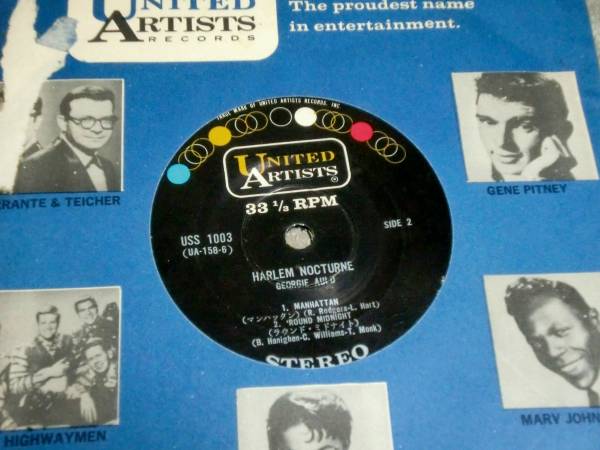 UNITED
ARTISTS
RECORDS
The proudest name
in entertainment.
TRADE MARK OF UNITED ARTISTS RECORDS, INC.
UNITED
ARTISTS®
33 1/3 RPM
USS 1003
(UA-158-6)
SIDE 2
HARLEM NOCTURNE
GEORGIE AULD
1. MANHATTAN
(マンハッタン) (R. Rodgers-L. Hart)
2. 'ROUND MIDNIGHT
(ラウンド・ミドナイト)
(B. Hanighen-C. Williams-T. Monk)
STEREO
RRANTE & TEICHER
GENE PITNEY
HIGHWAYMEN
MARY JOHN